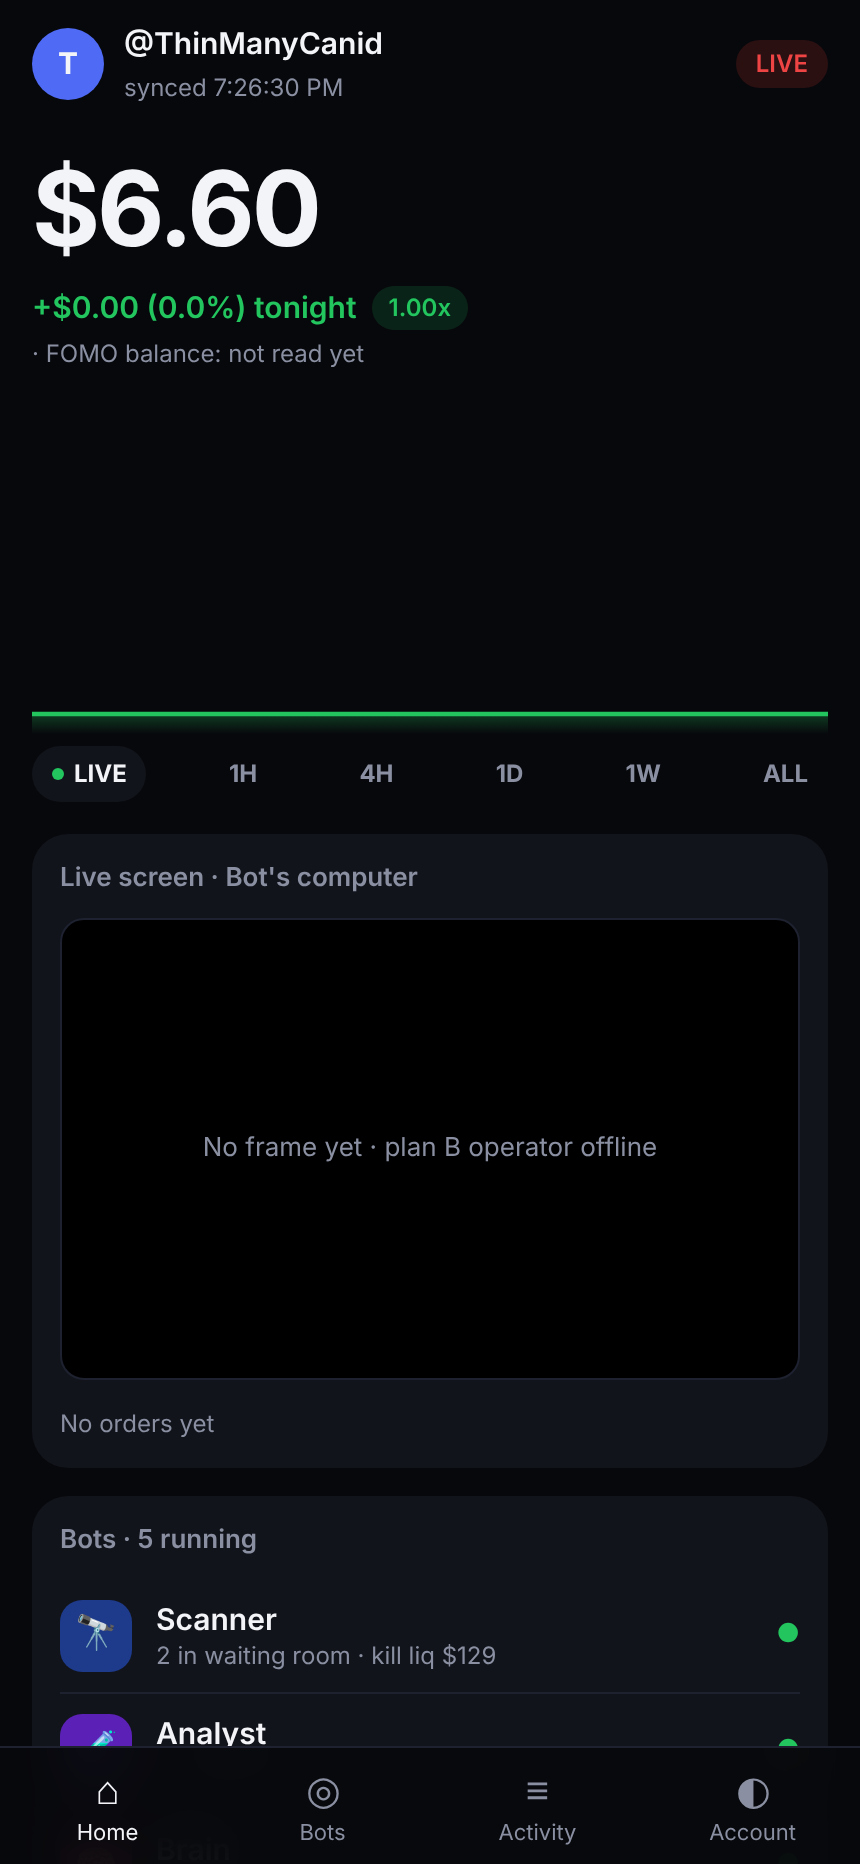 T
@ThinManyCanid
synced 7:26:30 PM
LIVE
$6.60
+$0.00 (0.0%) tonight
1.00x
· FOMO balance: not read yet
LIVE
1H
4H
1D
1W
ALL
Live screen · Bot's computer
No frame yet · plan B operator offline
No orders yet
Bots · 5 running
Scanner
2 in waiting room · kill liq $129
Analyst
Brain
Home
Bots
Activity
Account